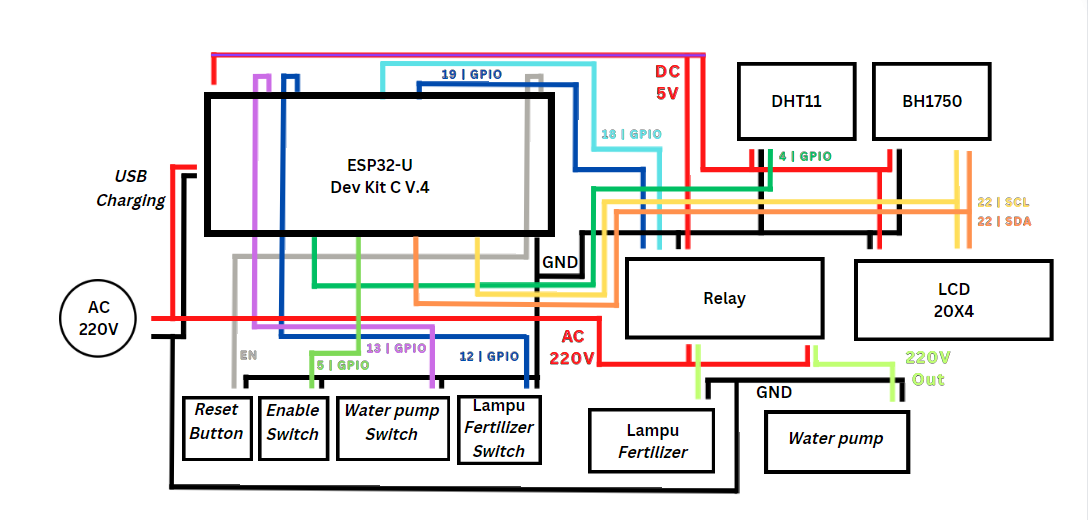 19 | GPIO
DC
5V
DHT11
BH1750
18 | GPIO
4 | GPIO
ESP32-U
Dev Kit C V.4
USB
Charging
22 | SCL
22 | SDA
GND
AC
220V
Relay
LCD
20X4
AC
220V
EN
13 | GPIO
5 | GPIO
12 | GPIO
220V
Out
GND
Reset
Button
Enable
Switch
Water pump
Switch
Lampu
Fertilizer
Switch
Lampu
Fertilizer
Water pump